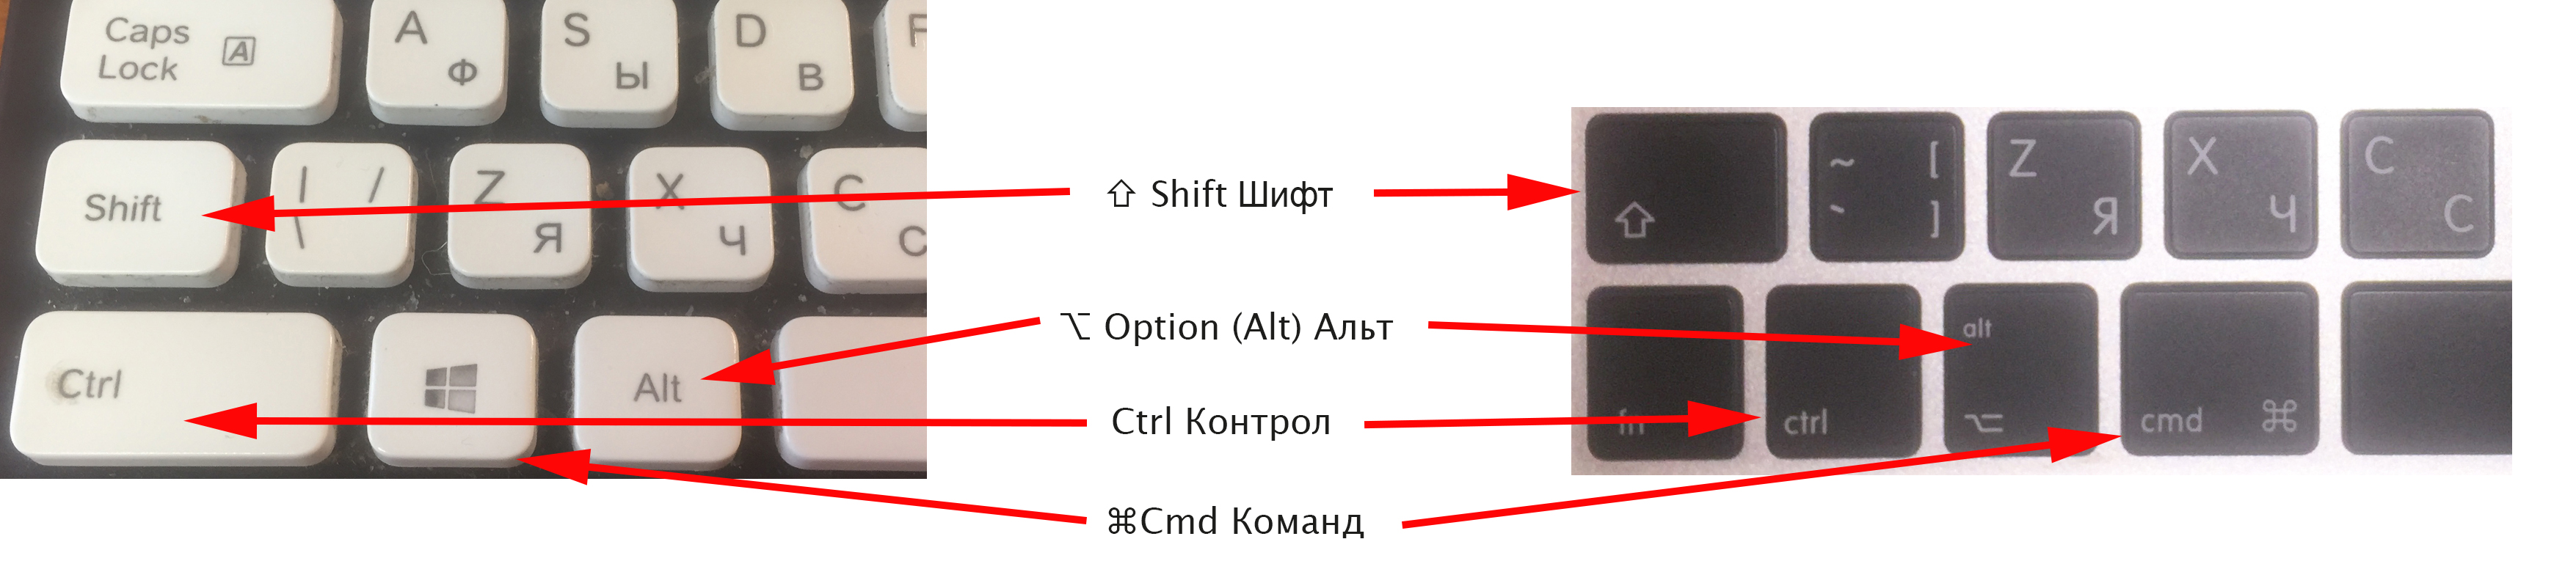 Caps
Lock A
A
Ф
S
Ы
D
В
F
Shift
| /
\
Z
Я
X
Ч
C
С
Ctrl
Alt
⇧ Shift Шифт
⌥ Option (Alt) Альт
Ctrl Контрол
⌘Cmd Команд
⇧
~ [
` ]
Z
Я
X
Ч
C
С
fn
ctrl
alt
⌥
cmd ⌘